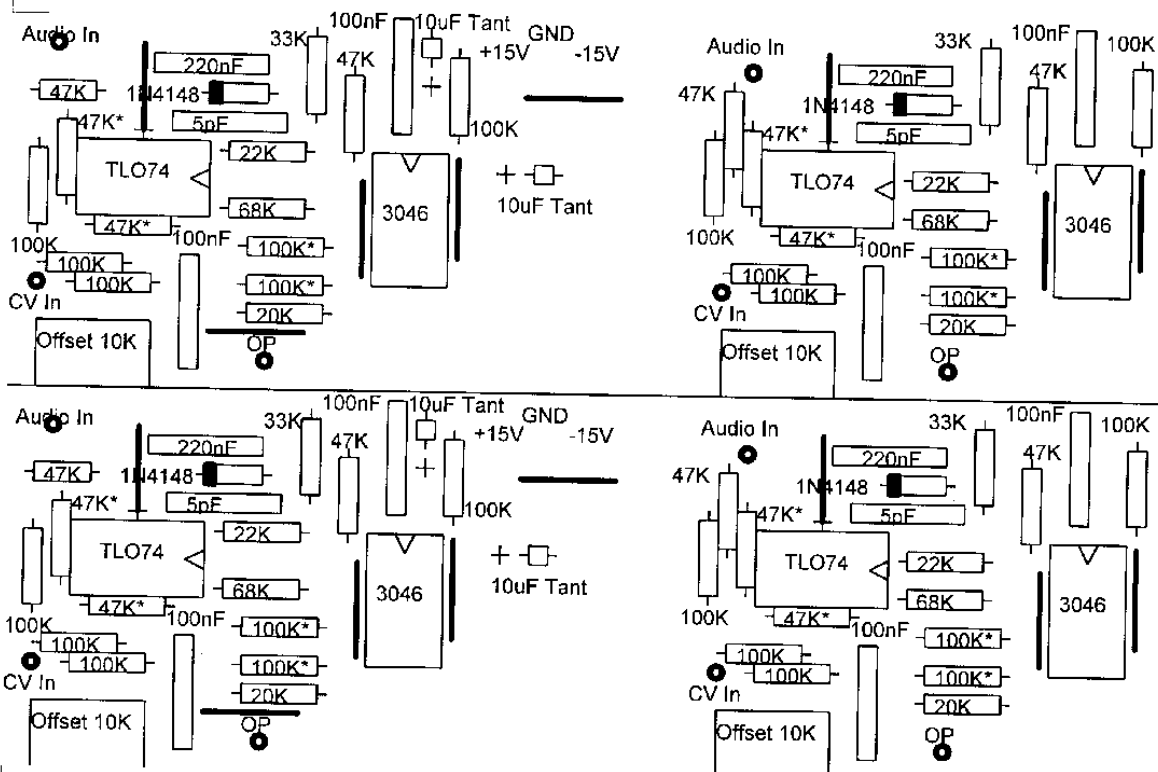 Audio In
100nF
10uF Tant
GND
+15V
-15V
33K
47K
220nF
47K
1N4148
5pF
47K*
100K
TLO74
22K
3046
10uF Tant
68K
47K*
100nF
100K
100K*
100K
100K
100K*
CV In
20K
Offset 10K
OP
Audio In
100nF
33K
100K
47K
220nF
47K
1N4148
5pF
47K*
TLO74
22K
68K
3046
100K
47K*
100nF
100K*
100K
100K
100K*
CV In
20K
Offset 10K
OP
Audio In
100nF
10uF Tant
GND
+15V
-15V
33K
47K
220nF
47K
1N4148
5pF
47K*
100K
TLO74
22K
10uF Tant
68K
3046
47K*
100nF
100K
100K*
100K
100K
100K*
CV In
20K
Offset 10K
OP
Audio In
100nF
33K
100K
47K
220nF
47K
1N4148
5pF
47K*
TLO74
22K
68K
3046
100K
47K*
100nF
100K*
100K
100K
100K*
CV In
20K
Offset 10K
OP